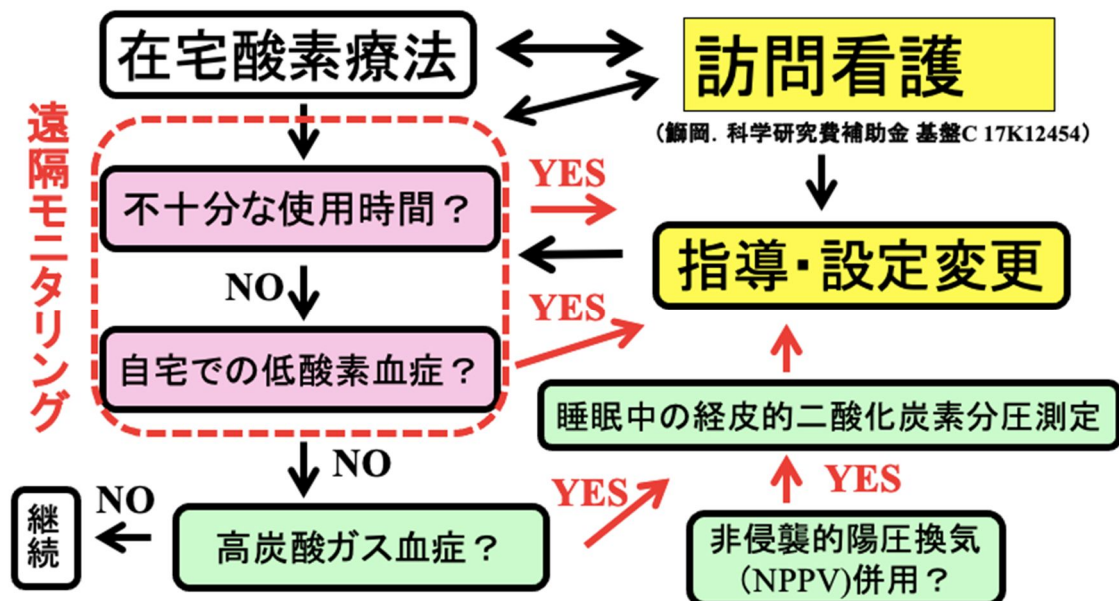 在宅酸素療法
訪問看護
（鰤岡. 科学研究費補助金 基盤C 17K12454）
遠隔モニタリング
不十分な使用時間？
YES
指導・設定変更
NO
YES
自宅での低酸素血症？
睡眠中の経皮的二酸化炭素分圧測定
NO
YES
YES
NO
継続
高炭酸ガス血症？
非侵襲的陽圧換気
(NPPV)併用？